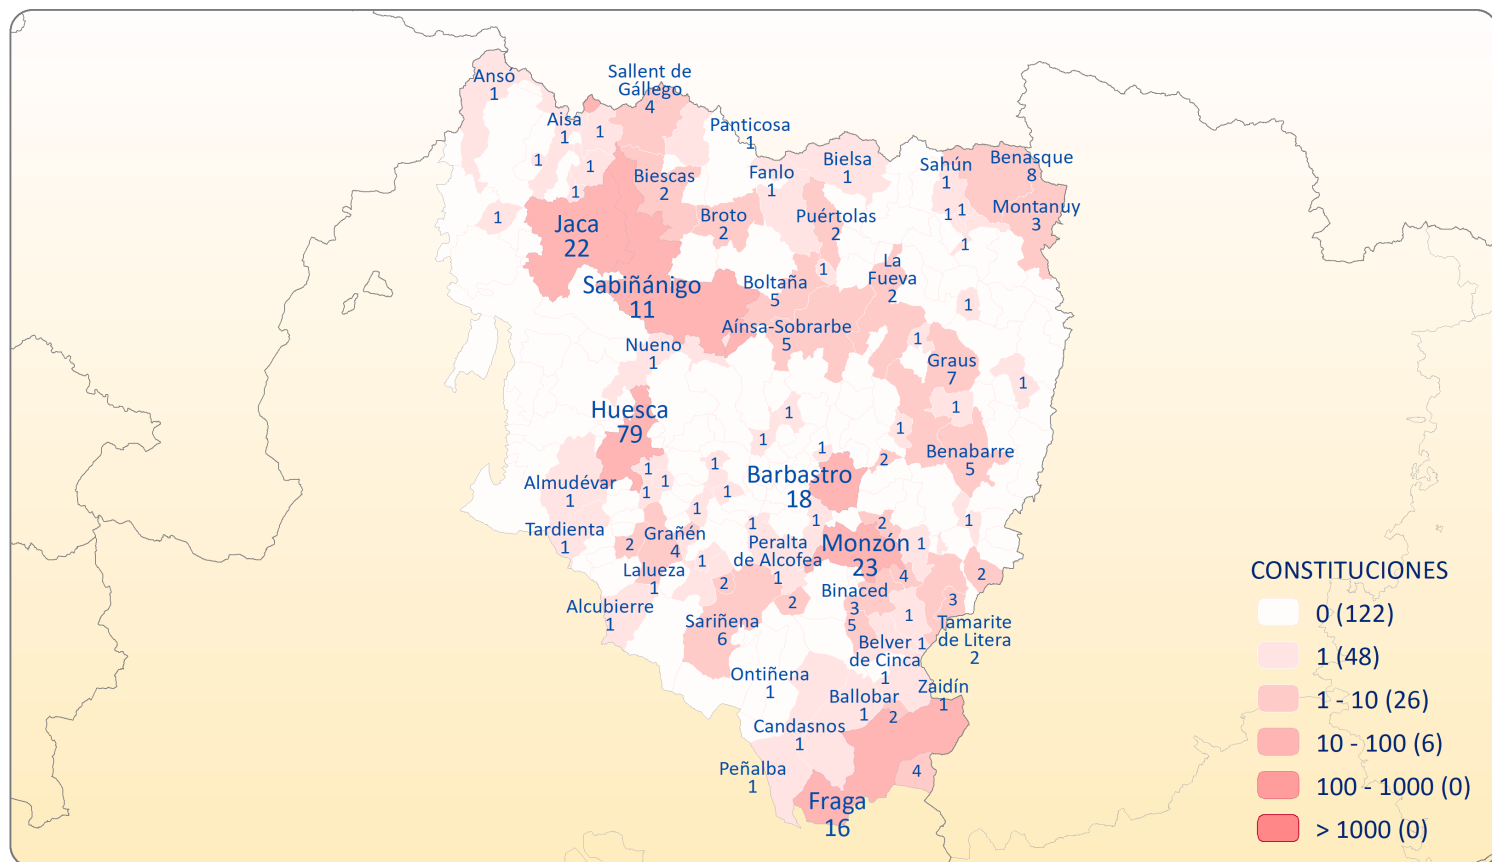 Ansó
1
Sallent de
Gállego
4
Aisa
1
1
Panticosa
1
1
1
1
Biescas
2
Fanlo
1
Bielsa
1
Sahún
1
Benasque
8
1
1
Montanuy
3
1
1
Jaca
22
Broto
2
Puértolas
2
1
La
Fueva
2
Sabiñánigo
11
Boltaña
5
1
Aínsa-Sobrarbe
5
Nueno
1
1
Graus
7
1
1
Huesca
79
1
1
1
1
2
Benabarre
5
1
1
1
1
1
1
Barbastro
18
Almudévar
1
Tardienta
1
2
Grañén
4
1
1
2
1
1
Peralta
de Alcofea
1
Monzón
23
1
4
2
Lalueza
1
2
2
Binaced
3
5
1
3
Alcubierre
1
Sariñena
6
Tamarite
de Litera
2
Belver
de Cinca
1
1
Ontiñena
1
Ballobar
1
2
Zaidín
1
Candasnos
1
Peñalba
1
4
Fraga
16
CONSTITUCIONES
0 (122)
1 (48)
1 - 10 (26)
10 - 100 (6)
100 - 1000 (0)
> 1000 (0)